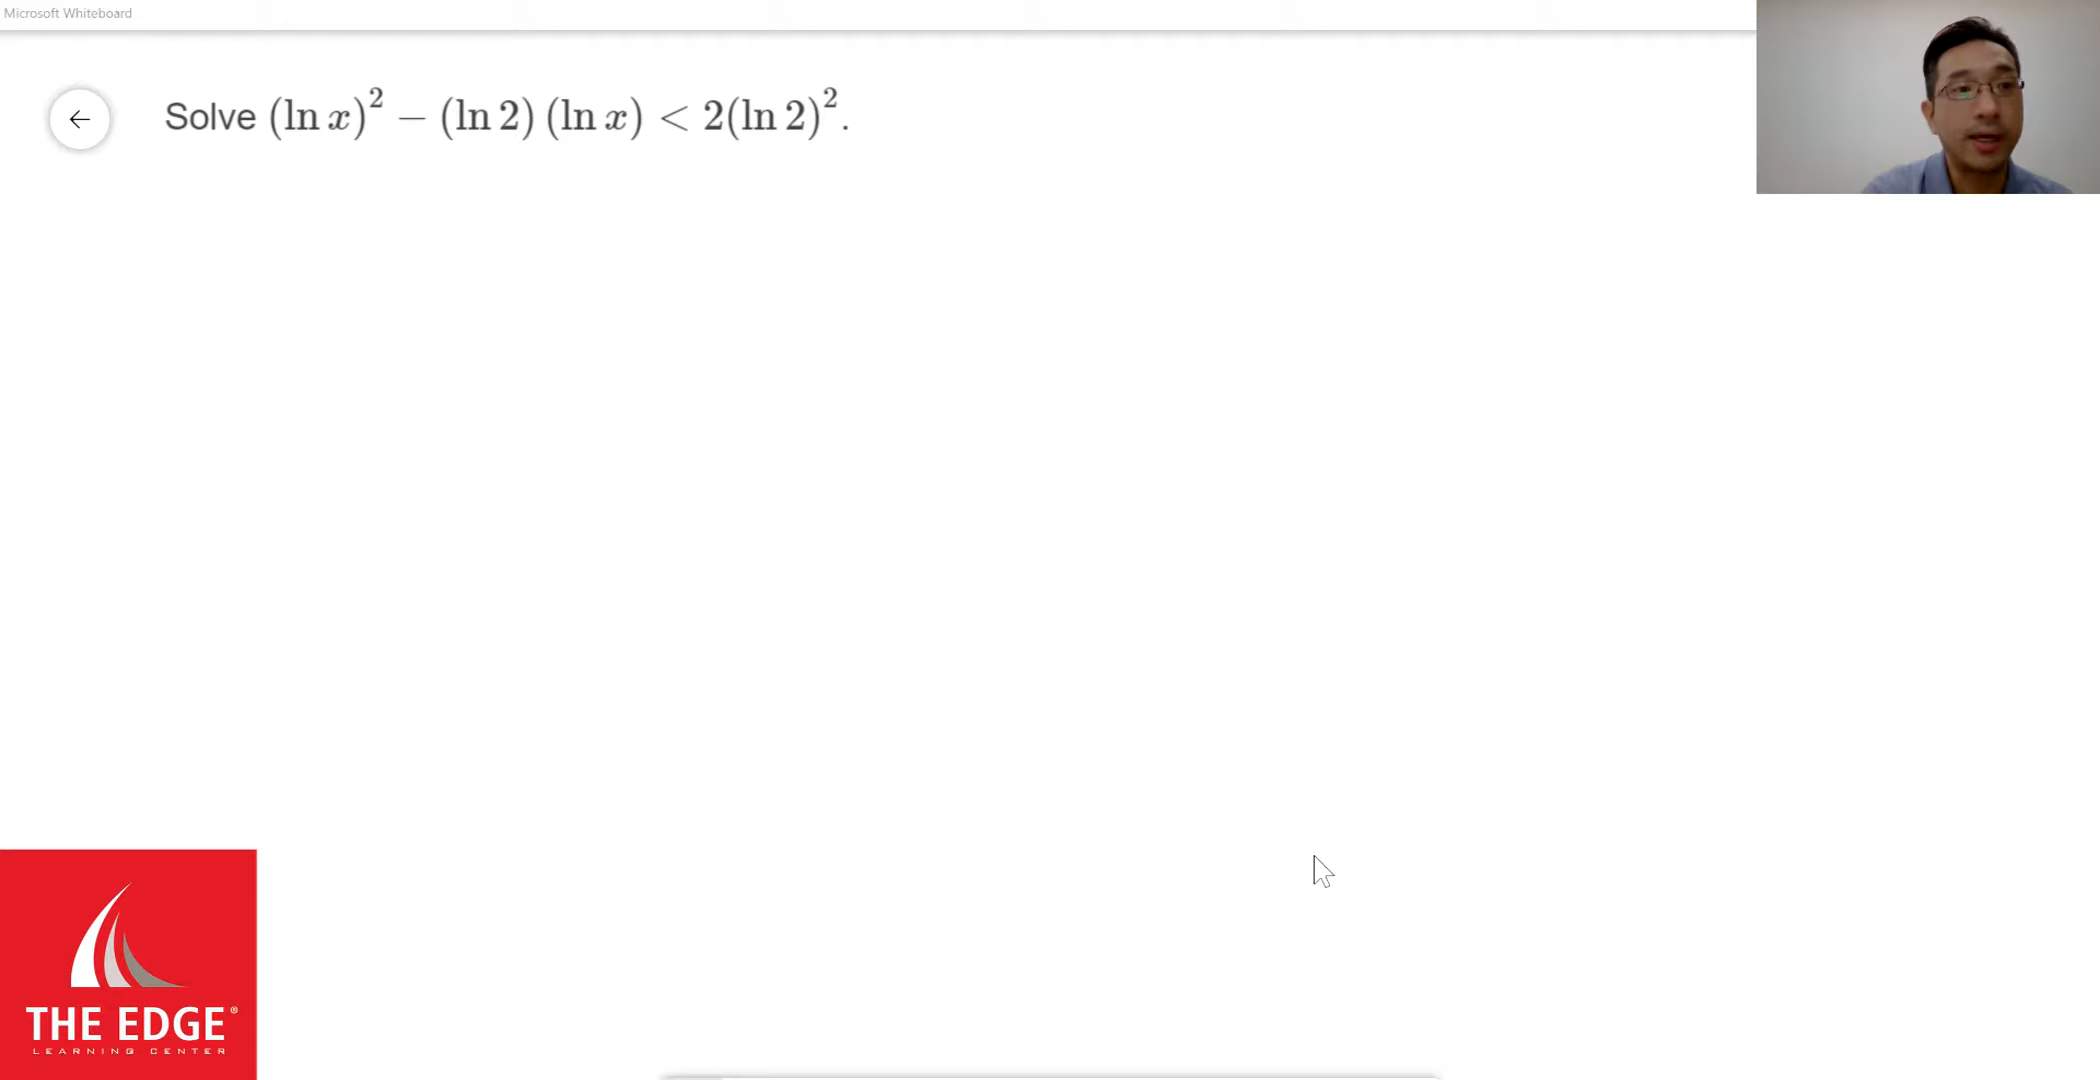 Microsoft Whiteboard
Solve (ln x)² − (ln 2) (ln x) < 2(ln 2)².
THE EDGE®
LEARNING CENTER